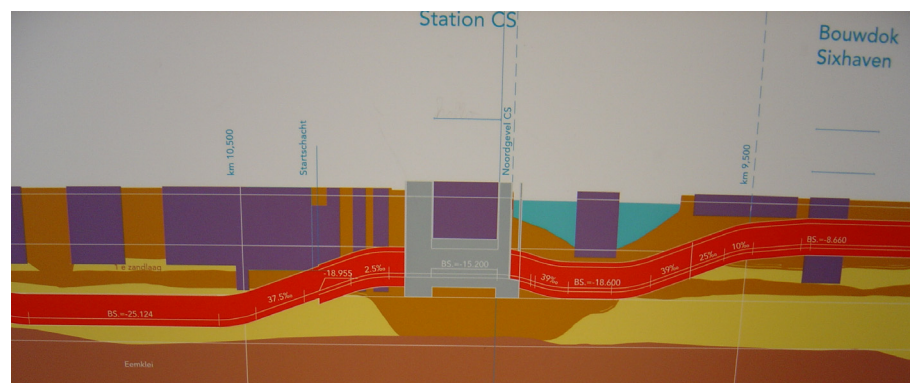 Station CS
Bouwdok
Sixhaven
km 10,500
Startschacht
Noordgevel CS
km 9,500
1e zandlaag
BS.=-25.124
37.5‰
-18.955
2.5‰
BS.=-15.200
39‰
BS.=-18.600
39‰
25‰
10‰
BS.=-8.660
Eemklei